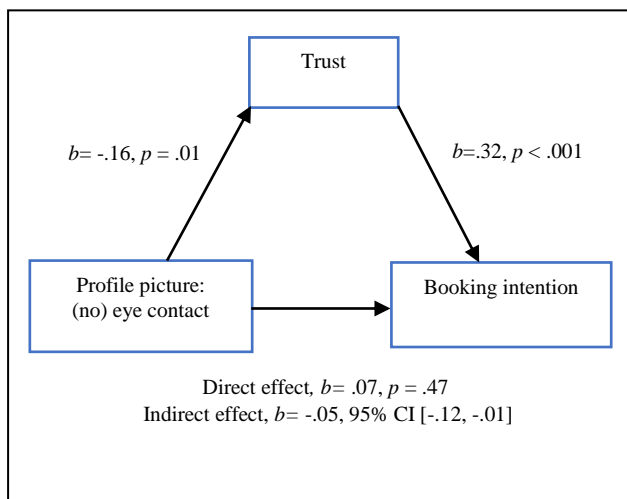 Trust
b= -.16, p = .01
b=.32, p < .001
Profile picture:
(no) eye contact
Booking intention
Direct effect, b= .07, p = .47
Indirect effect, b= -.05, 95% CI [-.12, -.01]